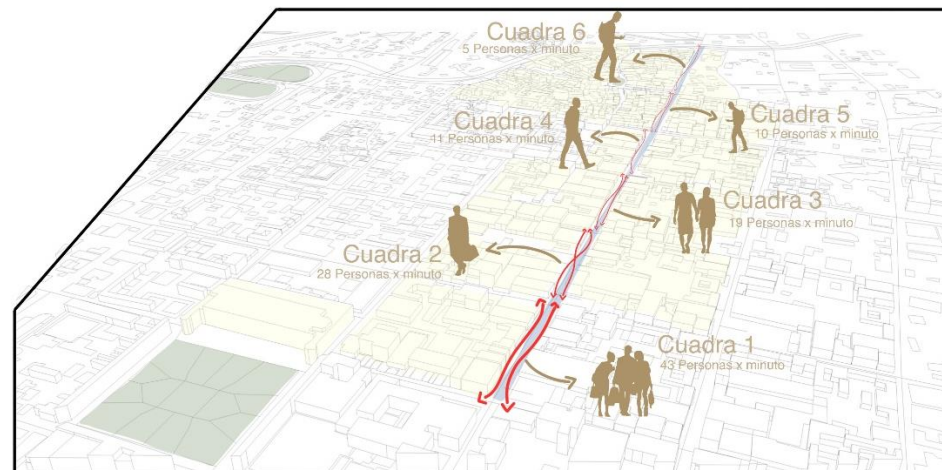 Cuadra 6
5 Personas x minuto
Cuadra 4
11 Personas x minuto
Cuadra 5
10 Personas x minuto
Cuadra 3
19 Personas x minuto
Cuadra 2
28 Personas x minuto
Cuadra 1
43 Personas x minuto